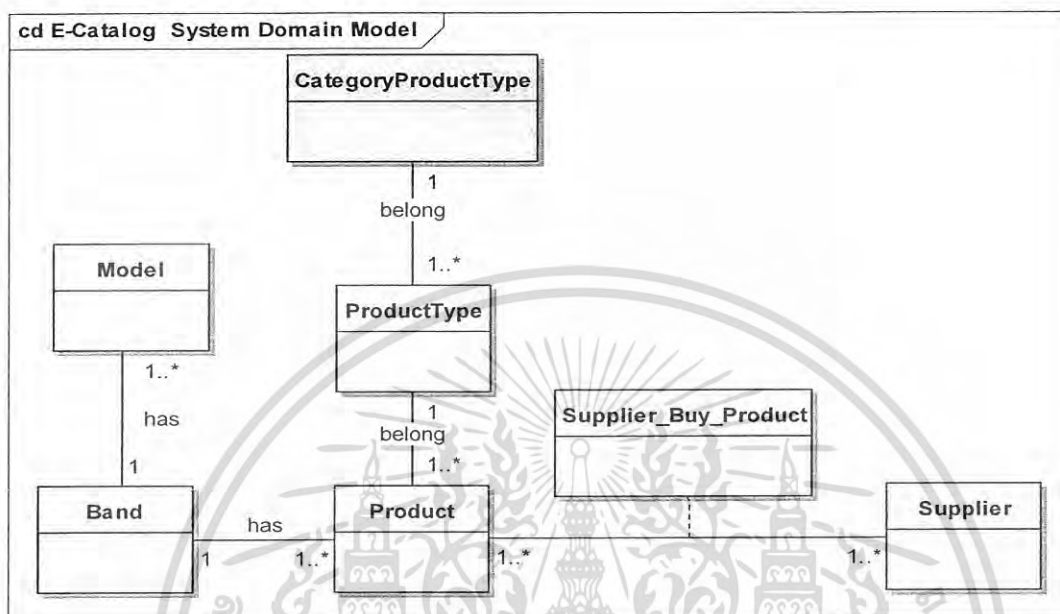 cd E-Catalog System Domain Model
CategoryProductType
1
belong
1..*
Model
ProductType
1..*
has
1
belong
1..*
Supplier_Buy_Product
1
Band
has
1
1..*
Product
1..*
Supplier
1..*